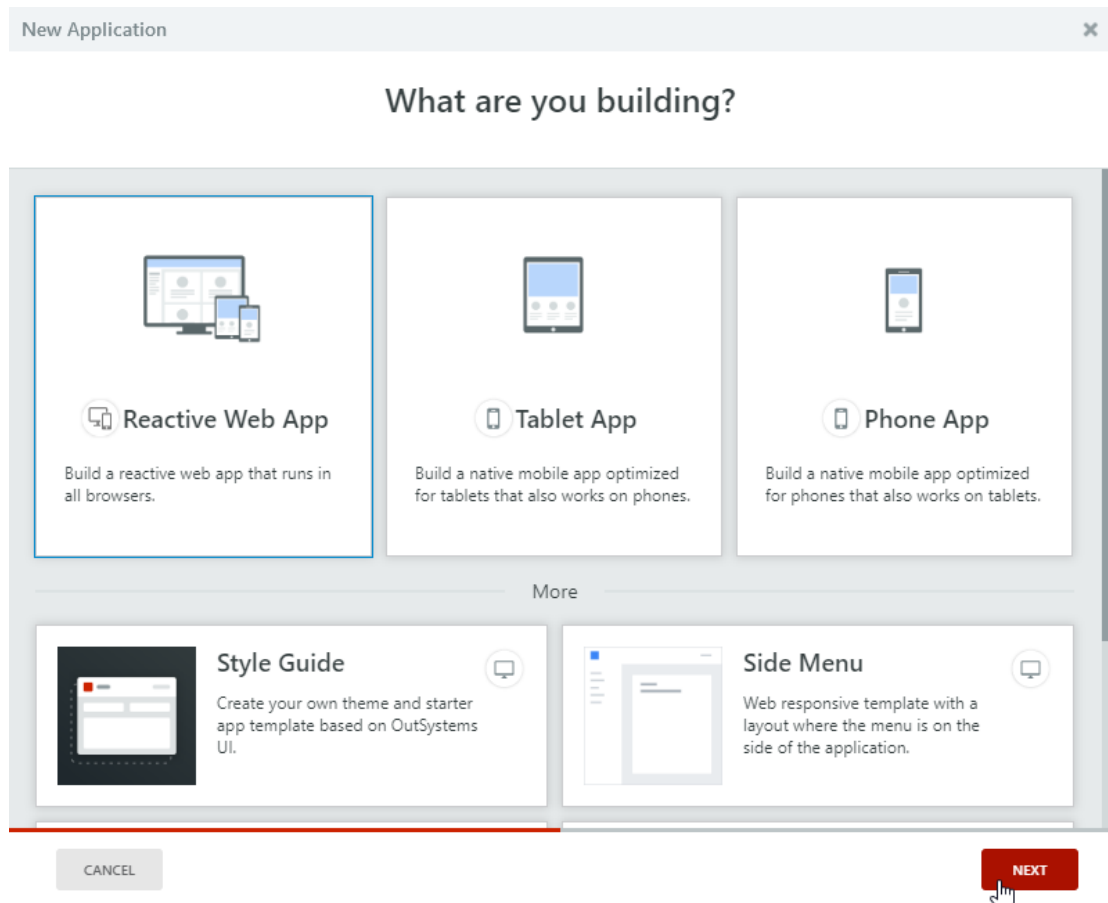 New Application
What are you building?
Reactive Web App
Build a reactive web app that runs in
all browsers.
Tablet App
Build a native mobile app optimized
for tablets that also works on phones.
Phone App
Build a native mobile app optimized
for phones that also works on tablets.
More
Style Guide
Create your own theme and starter
app template based on OutSystems
UI.
Side Menu
Web responsive template with a
layout where the menu is on the
side of the application.
CANCEL
NEXT